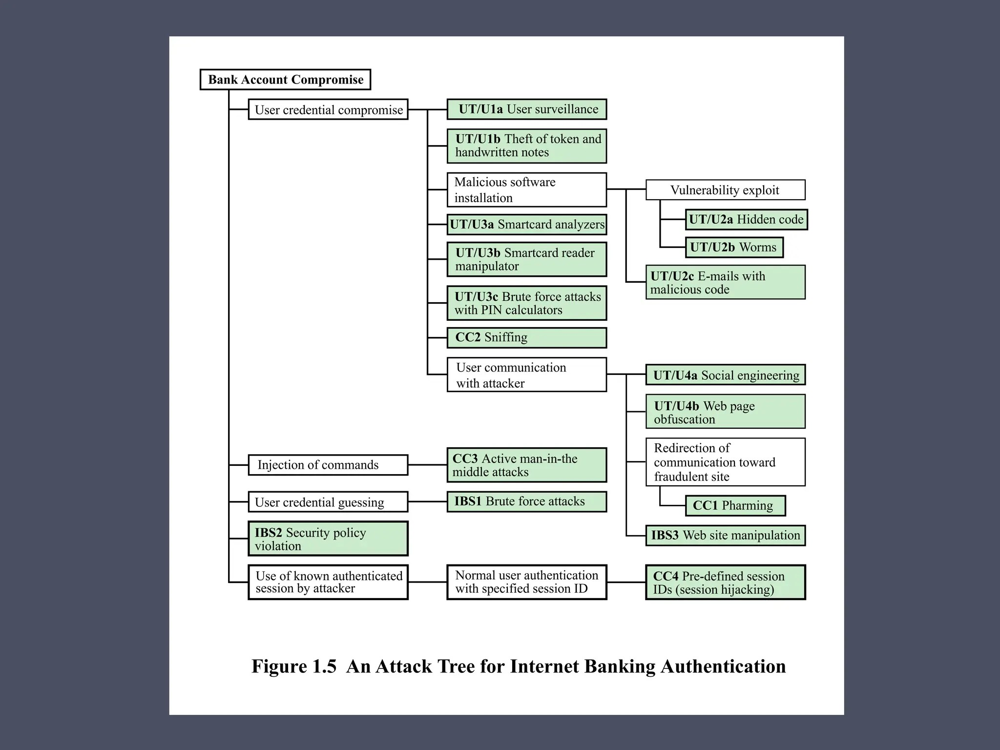 Bank Account Compromise
User credential compromise
UT/U1a User surveillance
UT/U1b Theft of token and
handwritten notes
Malicious software
installation
Vulnerability exploit
UT/U2a Hidden code
UT/U2b Worms
UT/U2c E-mails with
malicious code
UT/U3a Smartcard analyzers
UT/U3b Smartcard reader
manipulator
UT/U3c Brute force attacks
with PIN calculators
CC2 Sniffing
User communication
with attacker
UT/U4a Social engineering
UT/U4b Web page
obfuscation
Redirection of
communication toward
fraudulent site
CC1 Pharming
IBS3 Web site manipulation
Injection of commands
CC3 Active man-in-the
middle attacks
User credential guessing
IBS1 Brute force attacks
IBS2 Security policy
violation
Use of known authenticated
session by attacker
Normal user authentication
with specified session ID
CC4 Pre-defined session
IDs (session hijacking)
Figure 1.5 An Attack Tree for Internet Banking Authentication